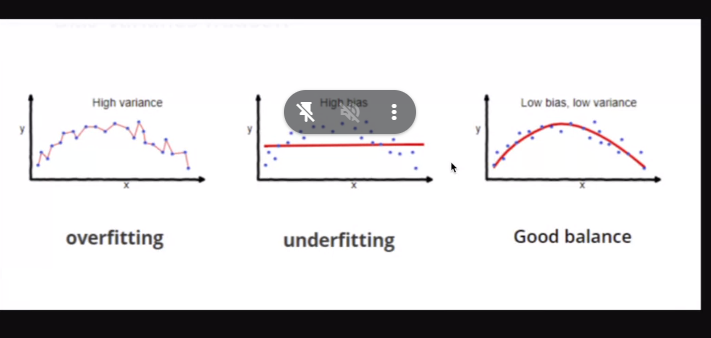 High variance
y
x
overfitting
High bias
y
x
underfitting
Low bias, low variance
y
x
Good balance